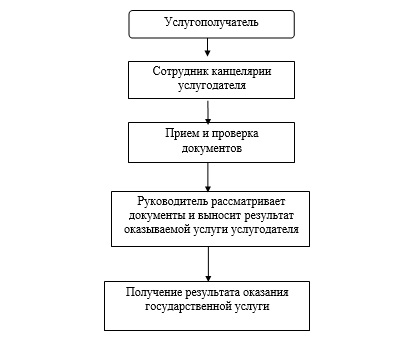 Услугополучатель
Сотрудник канцелярии
услугодателя
Прием и проверка
документов
Руководитель рассматривает
документы и выносит результат
оказываемой услуги услугодателя
Получение результата оказания
государственной услуги